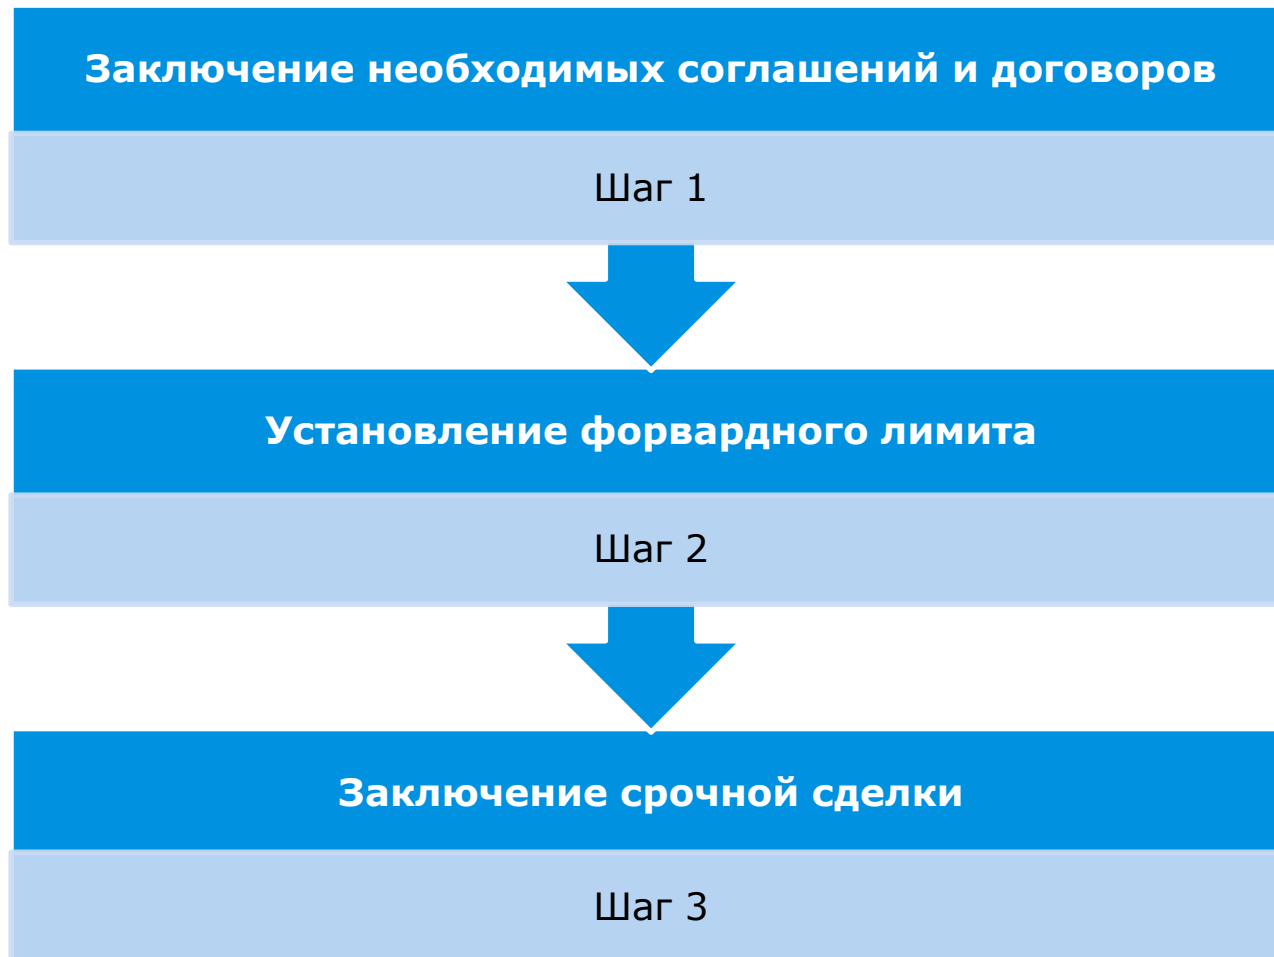 Заключение необходимых соглашений и договоров
Шаг 1
Установление форвардного лимита
Шаг 2
Заключение срочной сделки
Шаг 3